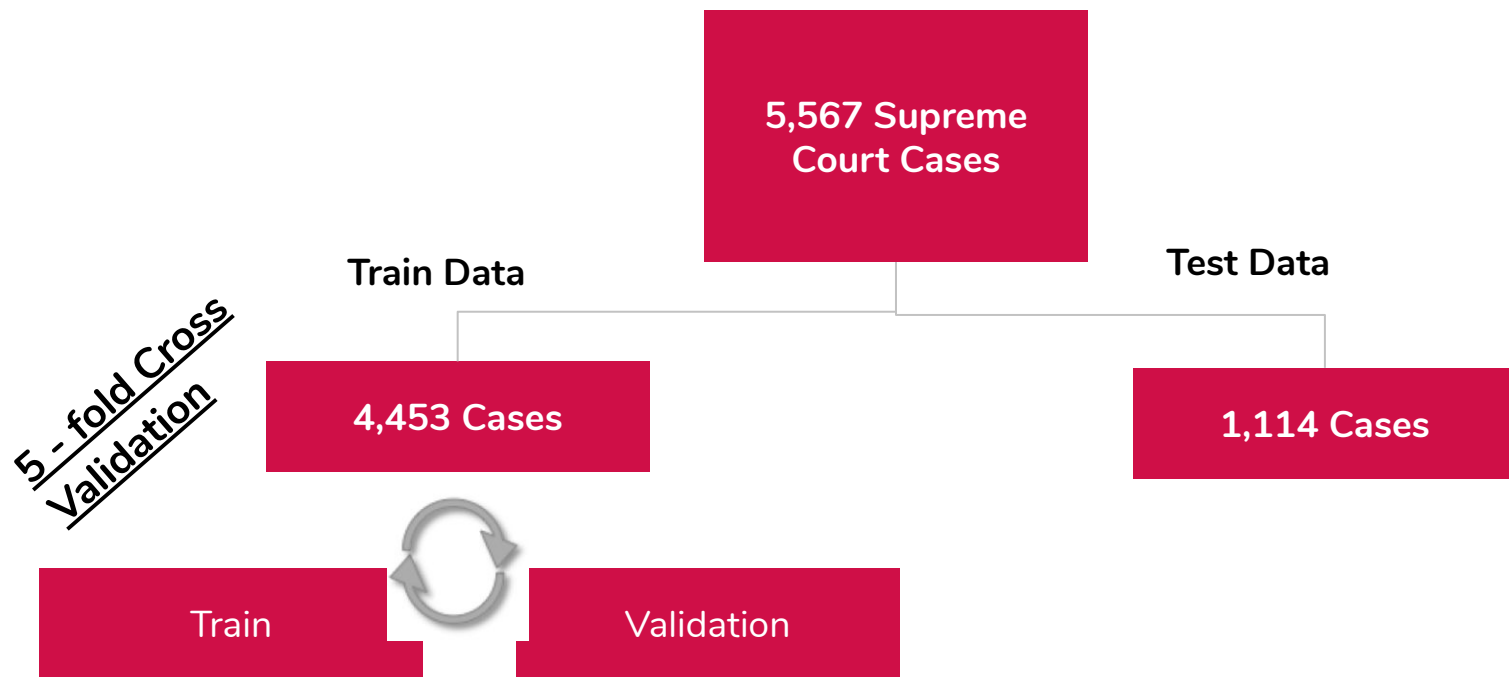 5,567 Supreme
Court Cases
Train Data
Test Data
5 - fold Cross
Validation
4,453 Cases
1,114 Cases
Train
Validation